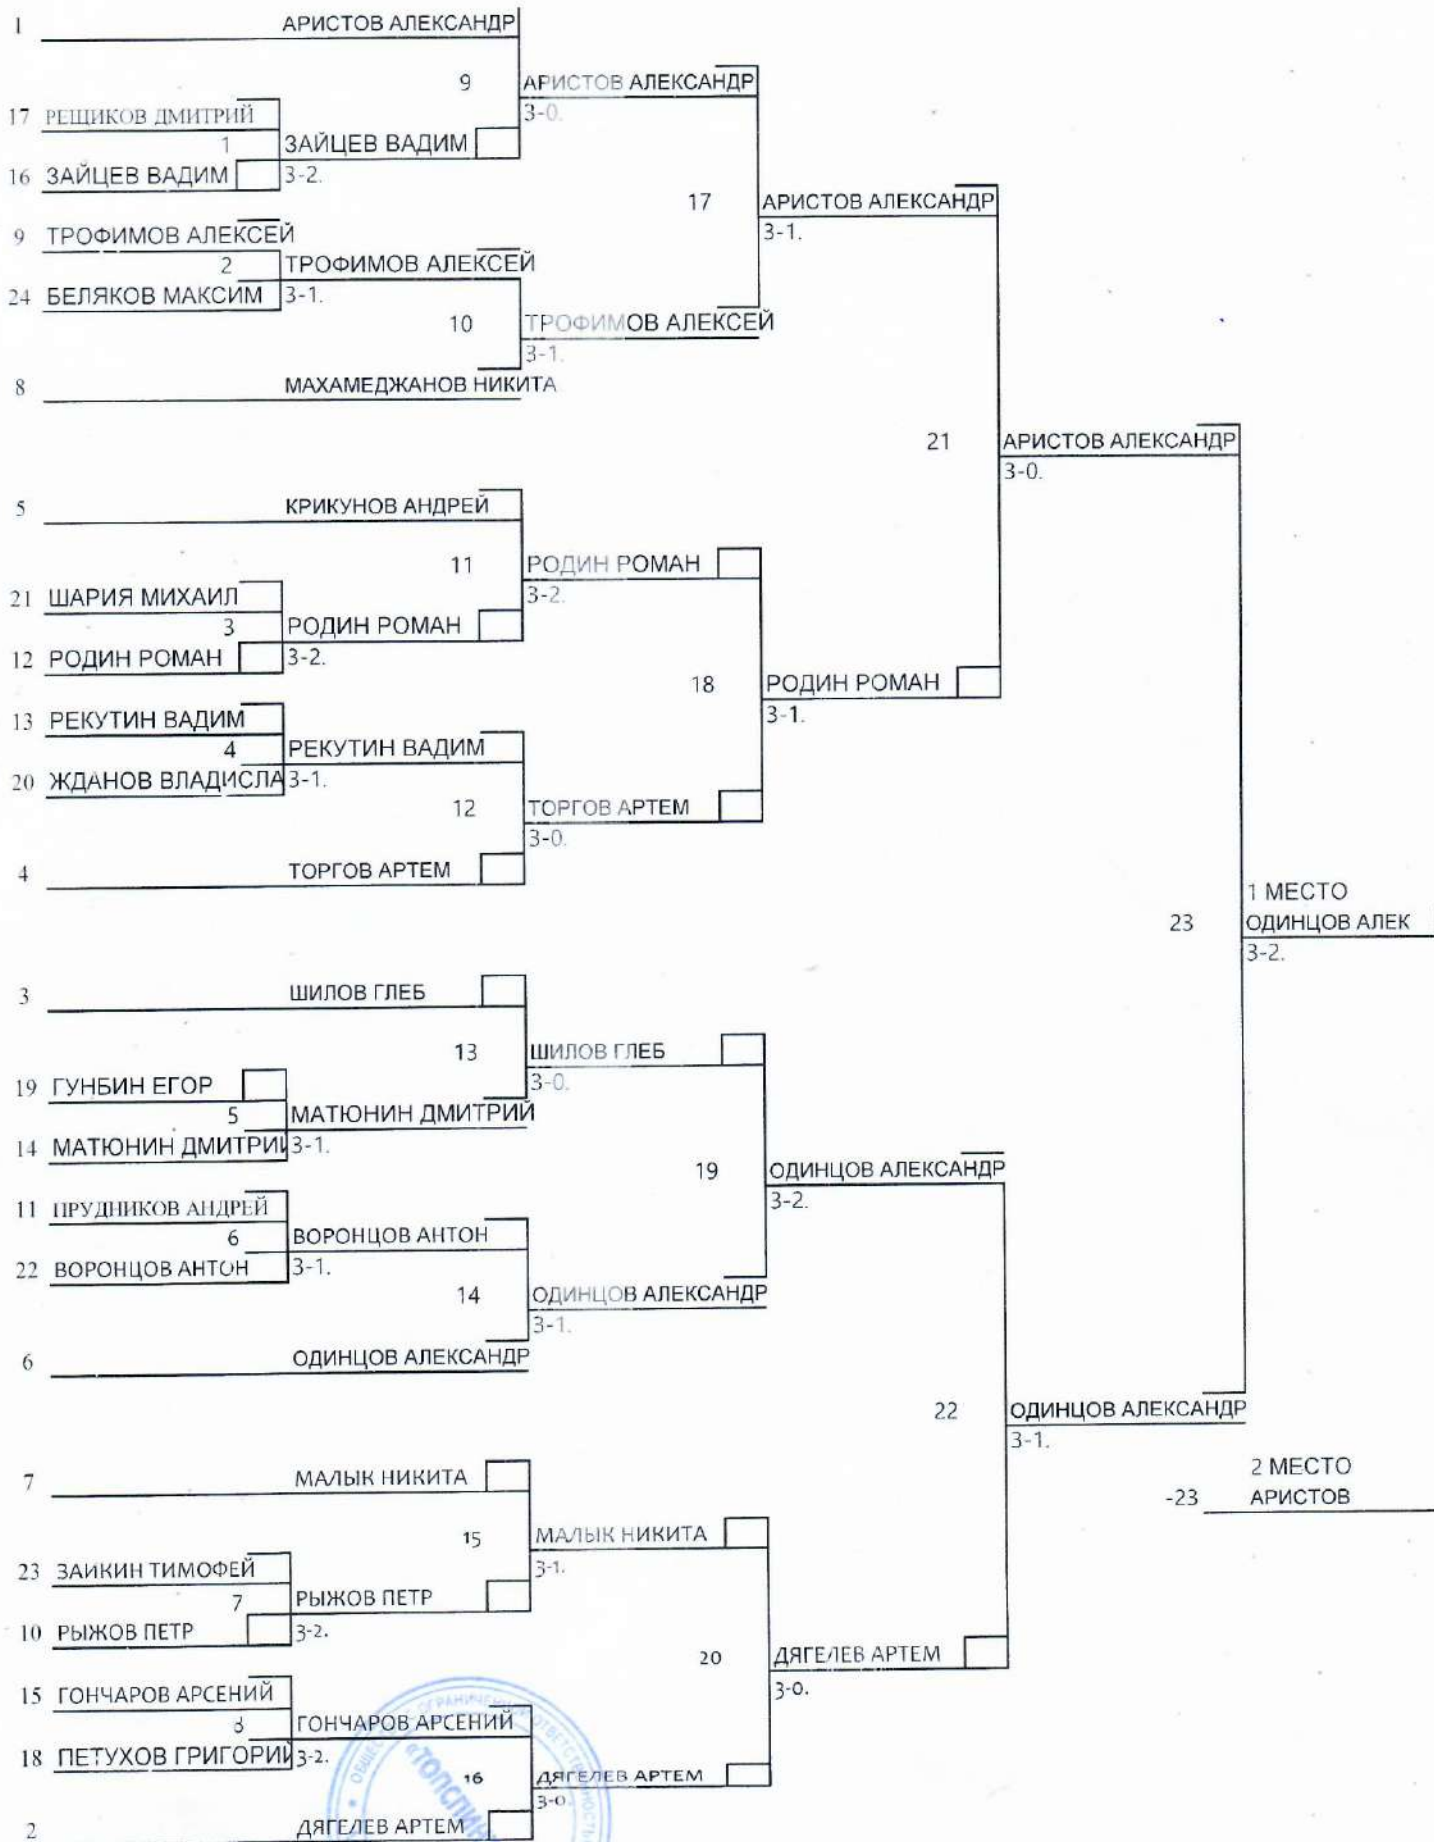 1 АРИСТОВ АЛЕКСАНДР
9 АРИСТОВ АЛЕКСАНДР
3-0.
17 РЕЩИКОВ ДМИТРИЙ
1 ЗАЙЦЕВ ВАДИМ
16 ЗАЙЦЕВ ВАДИМ 3-2.
17 АРИСТОВ АЛЕКСАНДР
3-1.
9 ТРОФИМОВ АЛЕКСЕЙ
2 ТРОФИМОВ АЛЕКСЕЙ
24 БЕЛЯКОВ МАКСИМ 3-1.
10 ТРОФИМОВ АЛЕКСЕЙ
3-1.
8 МАХАМЕДЖАНОВ НИКИТА
21 АРИСТОВ АЛЕКСАНДР
3-0.
5 КРИКУНОВ АНДРЕЙ
11 РОДИН РОМАН
3-2.
21 ШАРИЯ МИХАИЛ
3 РОДИН РОМАН
12 РОДИН РОМАН 3-2.
18 РОДИН РОМАН
3-1.
13 РЕКУТИН ВАДИМ
4 РЕКУТИН ВАДИМ
20 ЖДАНОВ ВЛАДИСЛА 3-1.
12 ТОРГОВ АРТЕМ
3-0.
4 ТОРГОВ АРТЕМ
1 МЕСТО
23 ОДИНЦОВ АЛЕК
3-2.
3 ШИЛОВ ГЛЕБ
13 ШИЛОВ ГЛЕБ
3-0.
19 ГУНБИН ЕГОР
5 МАТЮНИН ДМИТРИЙ
14 МАТЮНИН ДМИТРИЙ 3-1.
19 ОДИНЦОВ АЛЕКСАНДР
3-2.
11 ПРУДНИКОВ АНДРЕЙ
6 ВОРОНЦОВ АНТОН
22 ВОРОНЦОВ АНТОН 3-1.
14 ОДИНЦОВ АЛЕКСАНДР
3-1.
6 ОДИНЦОВ АЛЕКСАНДР
22 ОДИНЦОВ АЛЕКСАНДР
3-1.
2 МЕСТО
-23 АРИСТОВ
7 МАЛЫК НИКИТА
15 МАЛЫК НИКИТА
3-1.
23 ЗАИКИН ТИМОФЕЙ
7 РЫЖОВ ПЕТР
10 РЫЖОВ ПЕТР 3-2.
20 ДЯГЕЛЕВ АРТЕМ
3-0.
15 ГОНЧАРОВ АРСЕНИЙ
8 ГОНЧАРОВ АРСЕНИЙ
18 ПЕТУХОВ ГРИГОРИЙ 3-2.
16 ДЯГЕЛЕВ АРТЕМ
3-0
2 ДЯГЕЛЕВ АРТЕМ